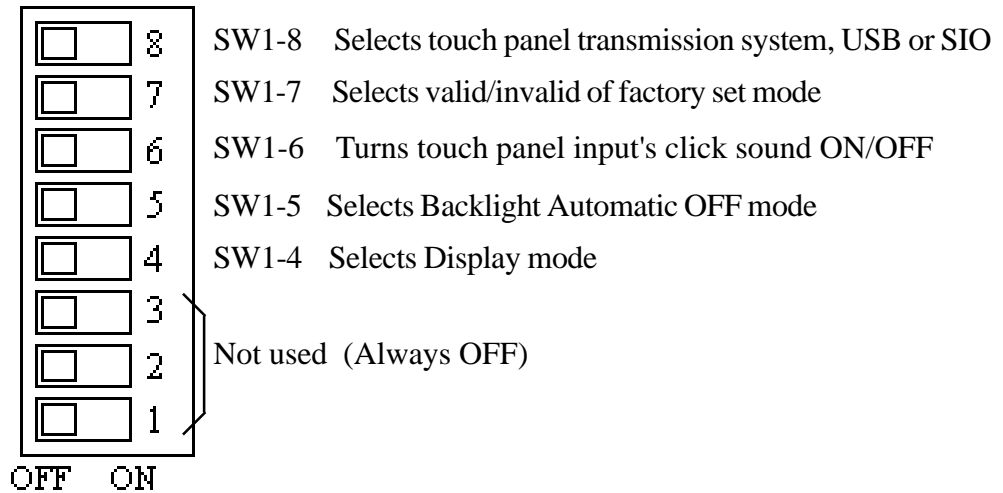 8 SW1-8 Selects touch panel transmission system, USB or SIO
7 SW1-7 Selects valid/invalid of factory set mode
6 SW1-6 Turns touch panel input's click sound ON/OFF
5 SW1-5 Selects Backlight Automatic OFF mode
4 SW1-4 Selects Display mode
3
2 Not used (Always OFF)
1
OFF ON